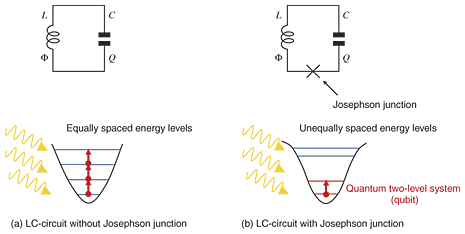 L
C
Φ
Q
L
C
Φ
Q
Josephson junction
Equally spaced energy levels
Unequally spaced energy levels
Quantum two-level system
(qubit)
(a) LC-circuit without Josephson junction
(b) LC-circuit with Josephson junction